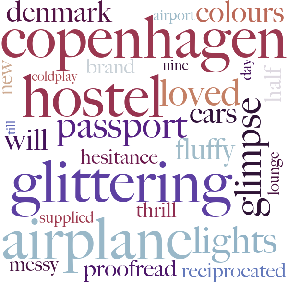 denmark airport colours
copenhagen
new coldplay brand nine day half
hostel loved
passport cars
till will fluffy glimpse
hesitance lounge
glittering
supplied thrill
airplane lights
messy proofread reciprocated